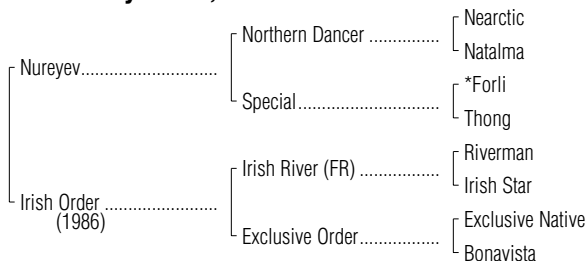 Nearctic
Northern Dancer ...............
Natalma
Nureyev.............................
*Forli
Special..............................
Thong
Riverman
Irish River (FR) .................
Irish Star
Irish Order ........................
(1986)
Exclusive Native
Exclusive Order.................
Bonavista